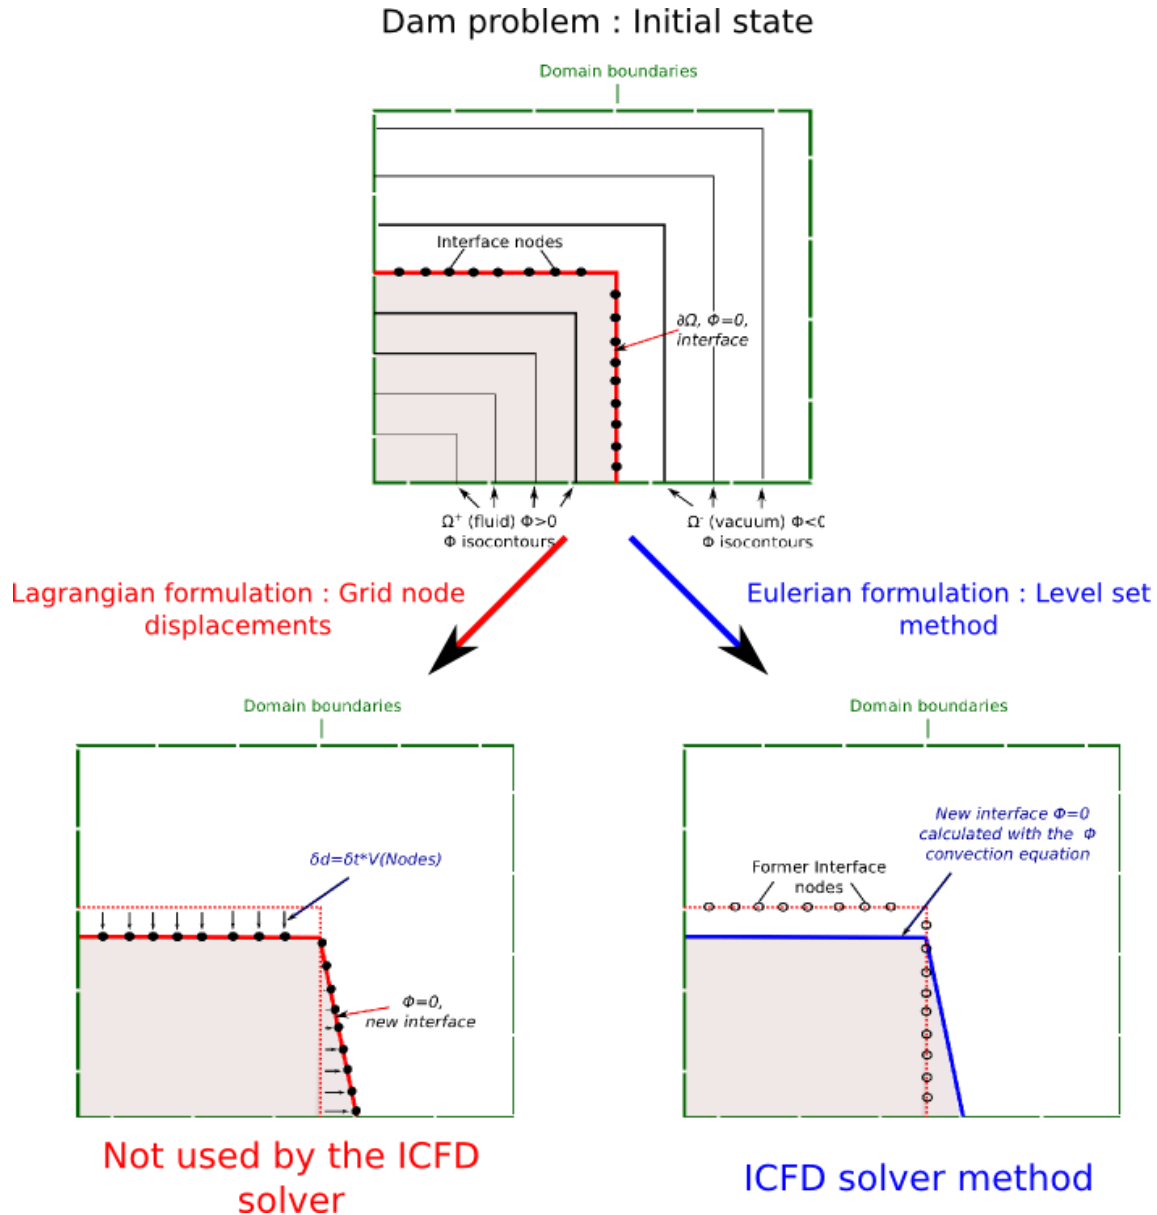 Dam problem : Initial state
Domain boundaries
Interface nodes
∂Ω, Φ=0,
interface
Ω⁺ (fluid) Φ>0
Φ isocontours
Ω⁻ (vacuum) Φ<0
Φ isocontours
Lagrangian formulation : Grid node
displacements
Eulerian formulation : Level set
method
Domain boundaries
δd=δt*V(Nodes)
Φ=0,
new interface
Not used by the ICFD
solver
Domain boundaries
New interface Φ=0
calculated with the Φ
convection equation
Former Interface
nodes
ICFD solver method